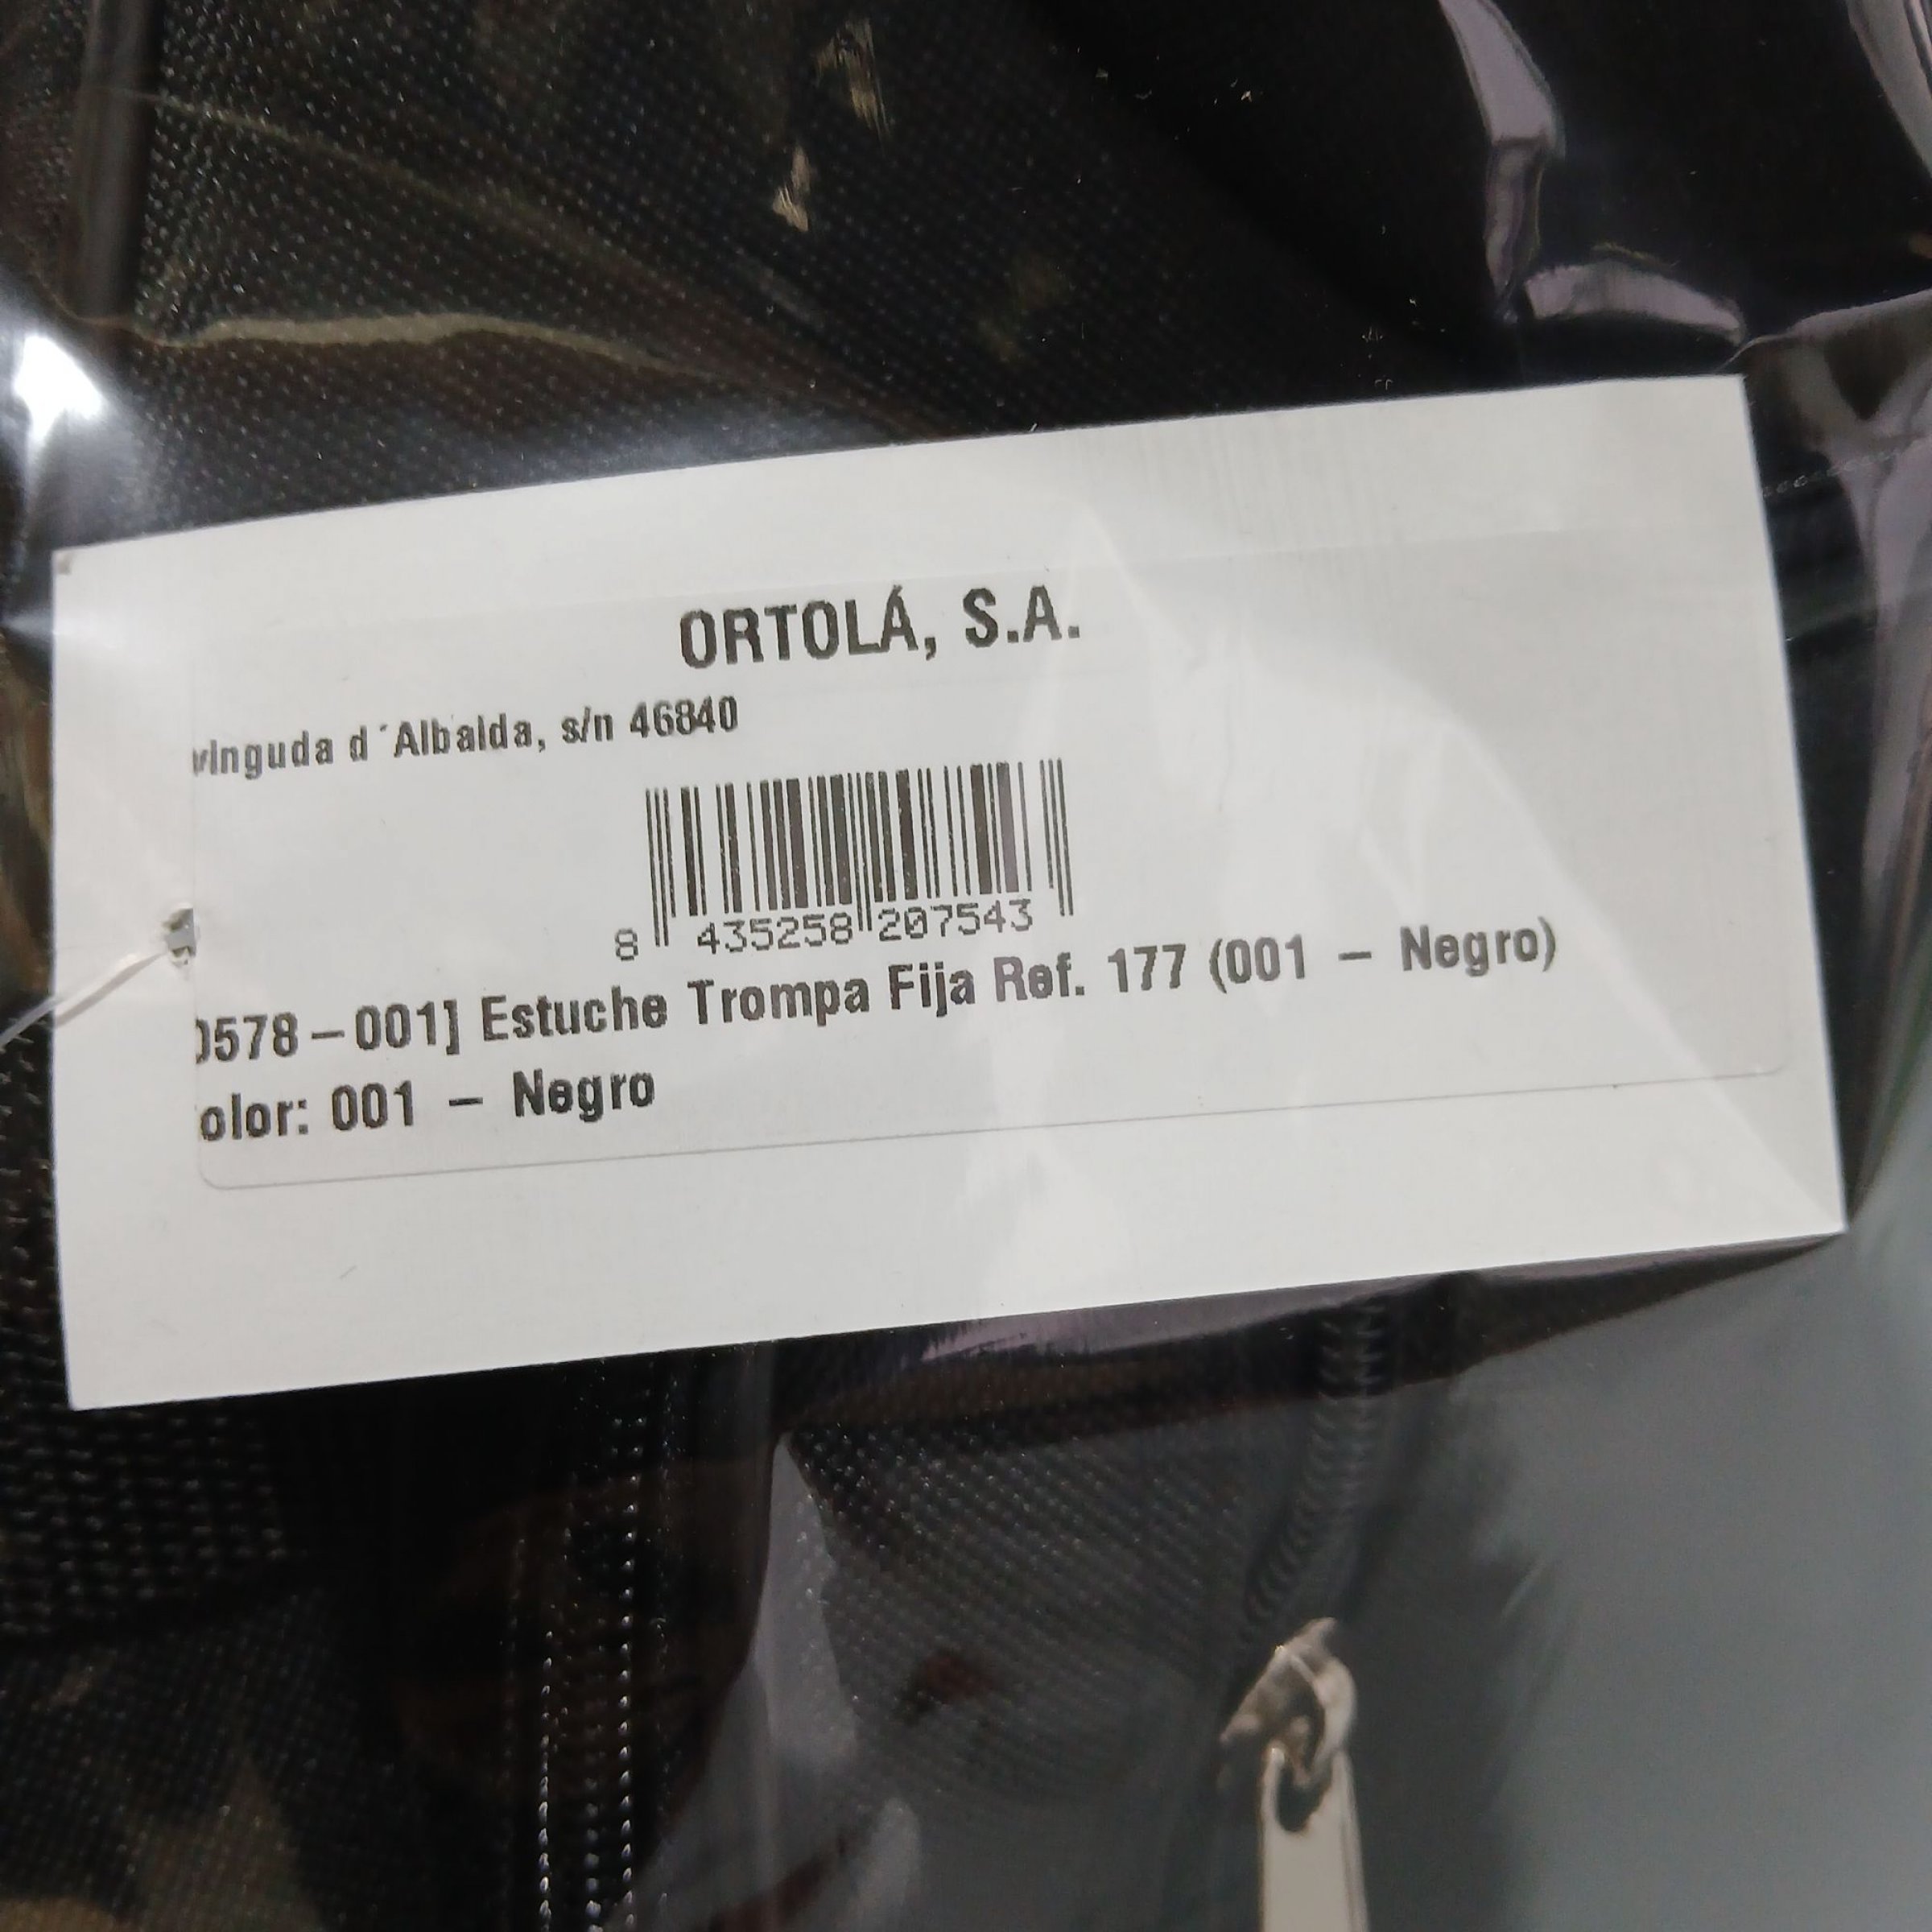 ORTOLÁ, S.A.
vinguda d´Albaida, s/n 46840
8 435258 207543
0578-001] Estuche Trompa Fija Ref. 177 (001 - Negro)
olor: 001 - Negro